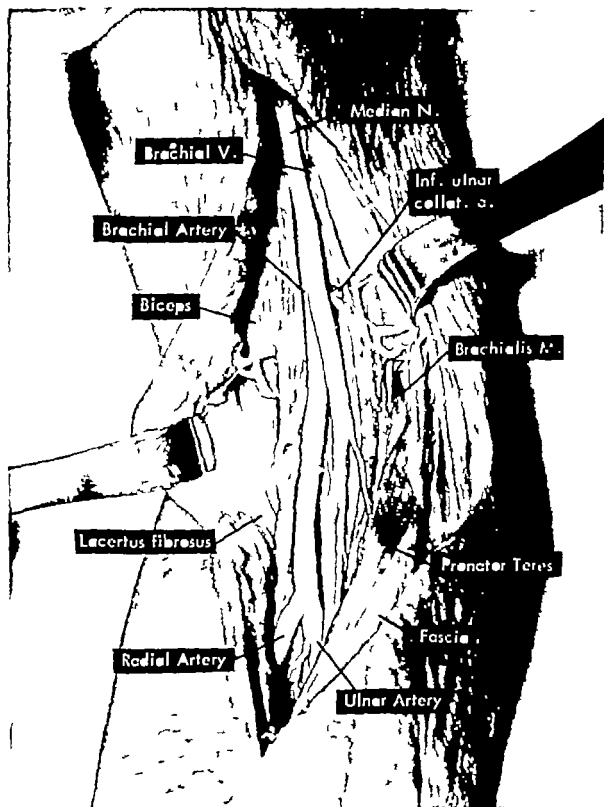 Median N.
Brachial V.
Inf. ulnar
collat. a.
Brachial Artery
Biceps
Brachialis M.
Lacertus fibrosus
Pronator Teres
Fascia
Radial Artery
Ulnar Artery